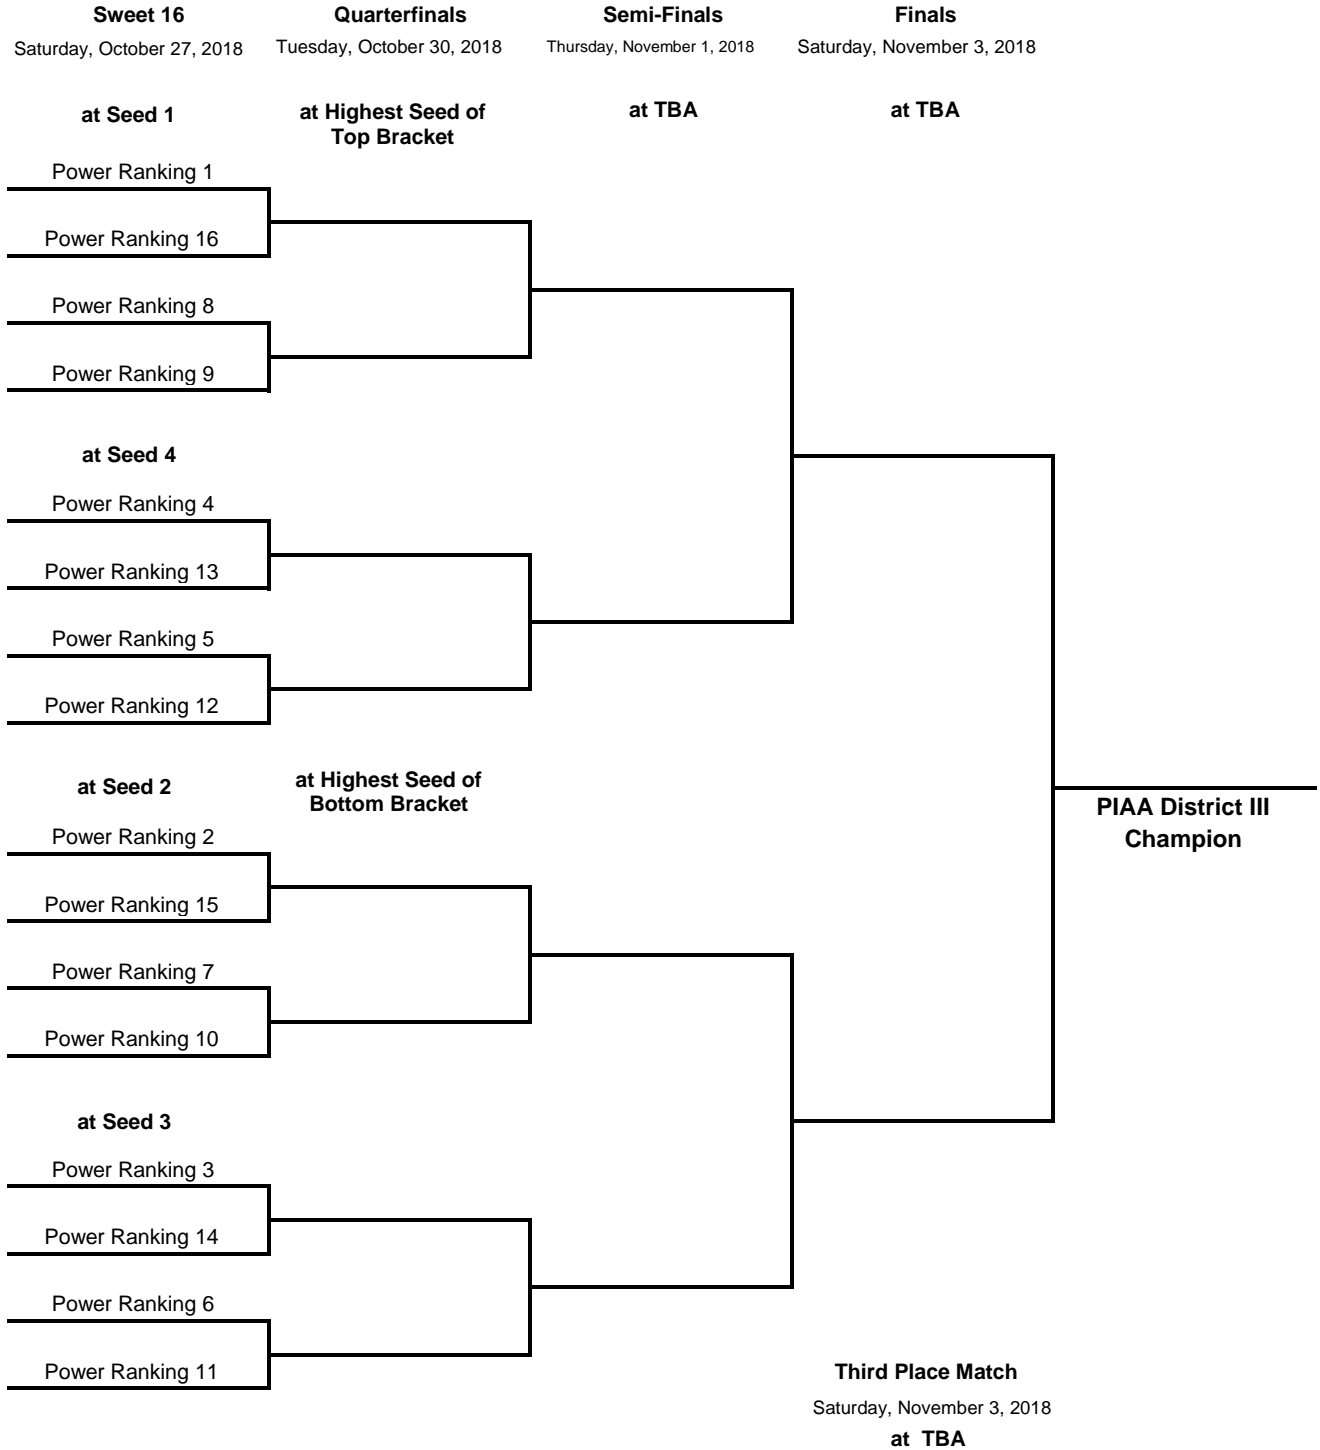 Sweet 16
Quarterfinals
Semi-Finals
Finals
Saturday, October 27, 2018
Tuesday, October 30, 2018
Thursday, November 1, 2018
Saturday, November 3, 2018
at Seed 1
at Highest Seed of
Top Bracket
at TBA
at TBA
Power Ranking 1
Power Ranking 16
Power Ranking 8
Power Ranking 9
at Seed 4
Power Ranking 4
Power Ranking 13
Power Ranking 5
Power Ranking 12
at Seed 2
at Highest Seed of
Bottom Bracket
PIAA District III
Champion
Power Ranking 2
Power Ranking 15
Power Ranking 7
Power Ranking 10
at Seed 3
Power Ranking 3
Power Ranking 14
Power Ranking 6
Power Ranking 11
Third Place Match
Saturday, November 3, 2018
at TBA